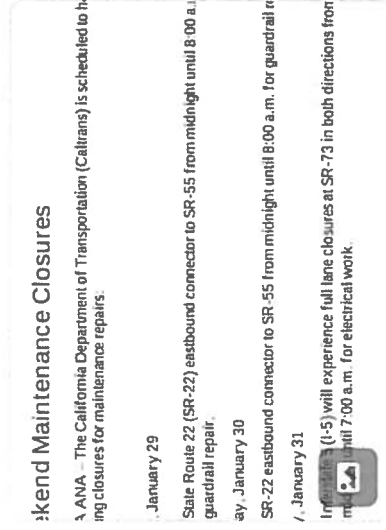 kend Maintenance Closures
A ANA – The California Department of Transportation (Caltrans) is scheduled to
ing closures for maintenance repairs:
, January 29
State Route 22 (SR-22) eastbound connector to SR-55 from midnight until 8:00 a.
guardrail repair.
ay, January 30
SR-22 eastbound connector to SR-55 from midnight until 8:00 a.m. for guardrail
, January 31
5 (I-5) will experience full lane closures at SR-73 in both directions from
until 7:00 a.m. for electrical work.